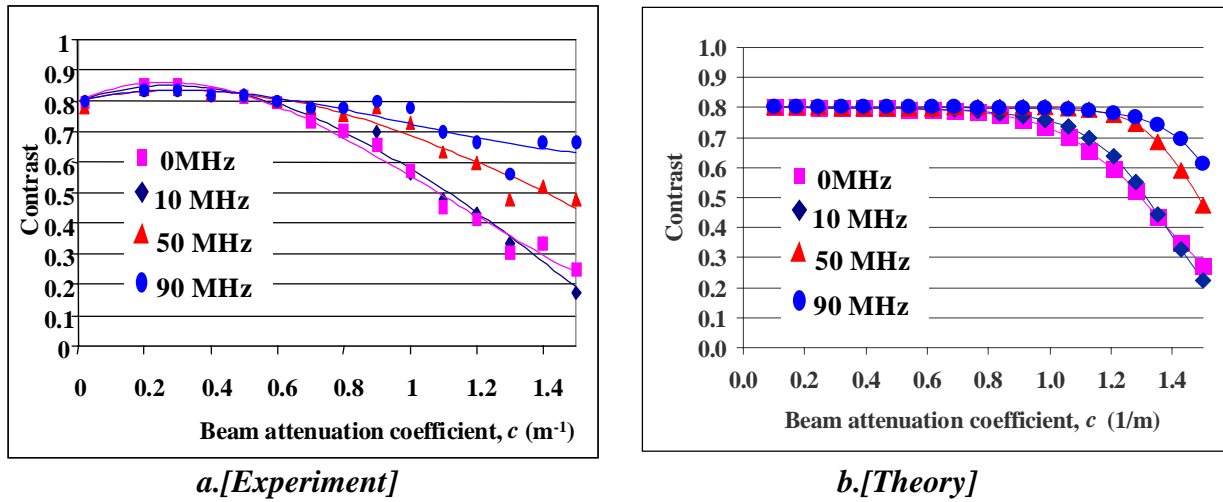 1
0.9
0.8
0.7
0.6
0.5
0.4
0.3
0.2
0.1
0
Contrast
0MHz
10 MHz
50 MHz
90 MHz
0 0.2 0.4 0.6 0.8 1 1.2 1.4
Beam attenuation coefficient, c (m-1)
a.[Experiment]
1.0
0.9
0.8
0.7
0.6
0.5
0.4
0.3
0.2
0.1
0.0
Contrast
0MHz
10 MHz
50 MHz
90 MHz
0.0 0.2 0.4 0.6 0.8 1.0 1.2 1.4
Beam attenuation coefficient, c (1/m)
b.[Theory]